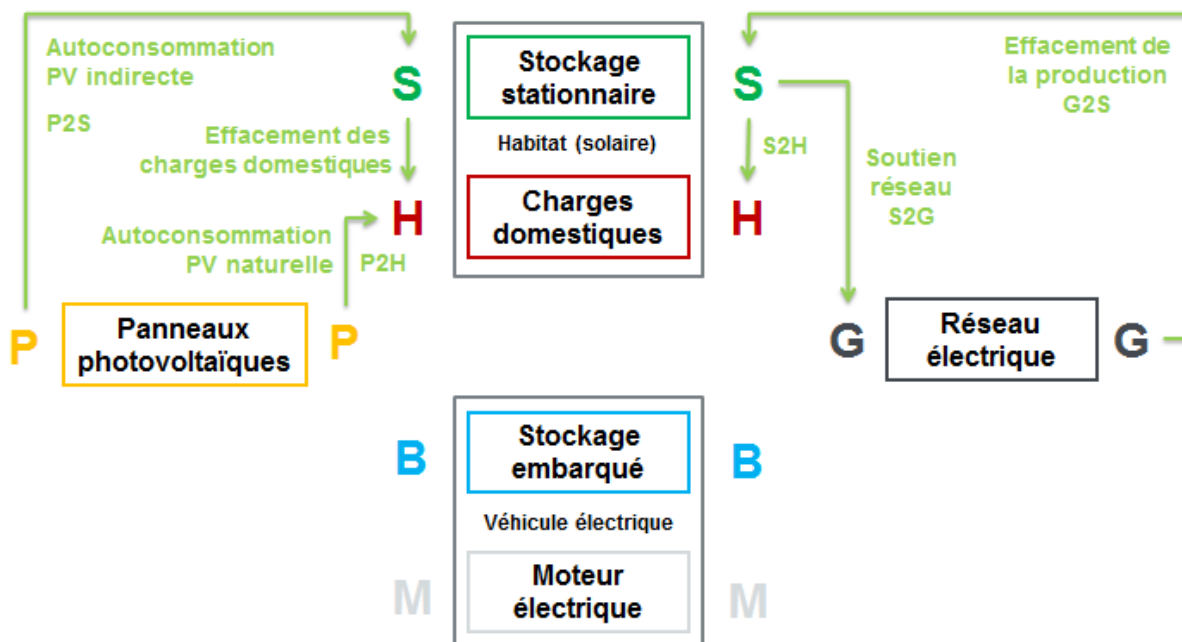 Autoconsommation
PV indirecte
P2S
Effacement des
charges domestiques
Autoconsommation
PV naturelle
P2H
S
H
P
Panneaux
photovoltaïques
P
Stockage
stationnaire
Habitat (solaire)
Charges
domestiques
S
S2H
H
Soutien
réseau
S2G
Effacement de
la production
G2S
G
Réseau
électrique
G
B
Stockage
embarqué
B
Véhicule électrique
M
Moteur
électrique
M